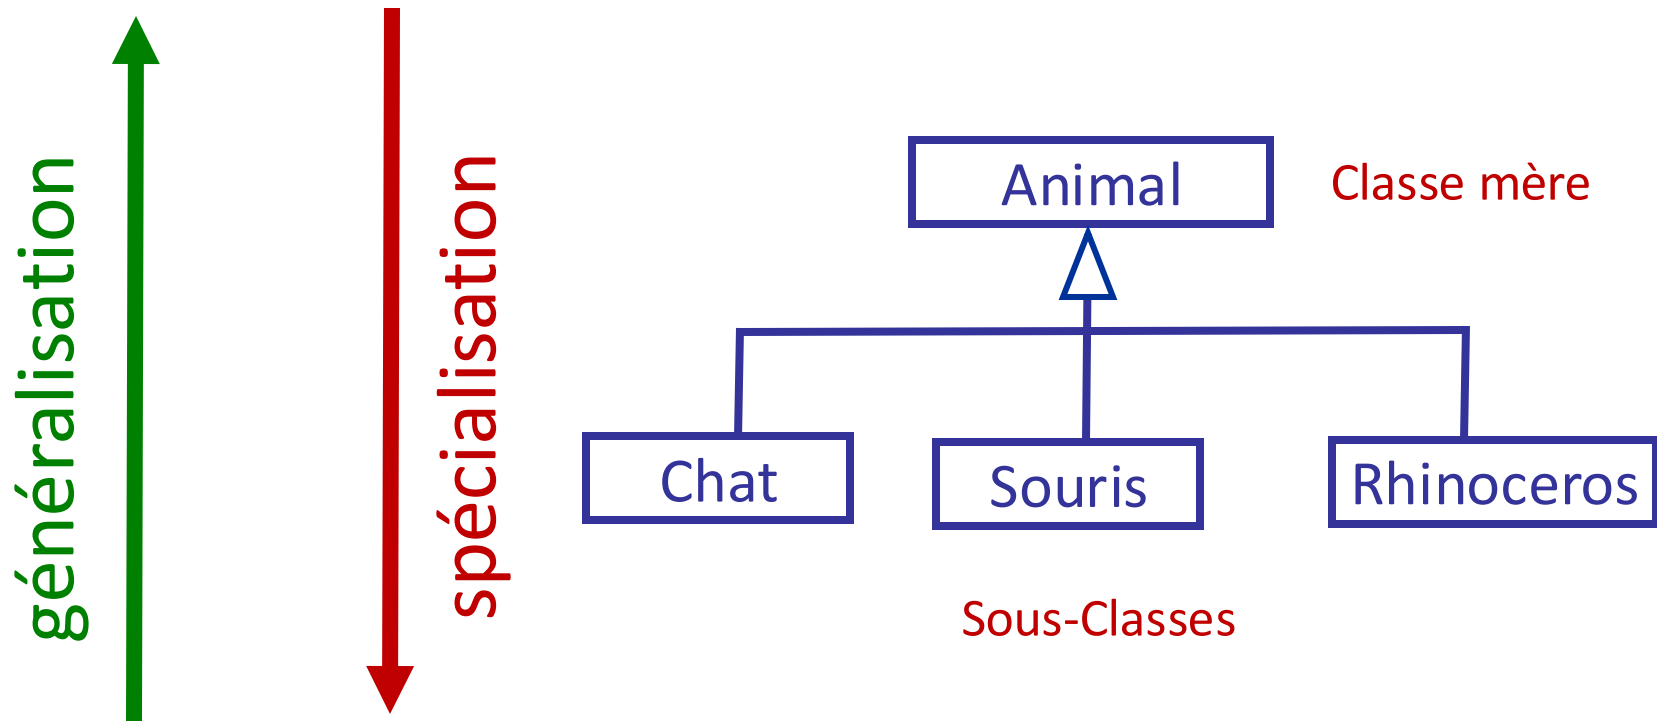 généralisation
spécialisation
Animal
Classe mère
Chat
Souris
Rhinoceros
Sous-Classes